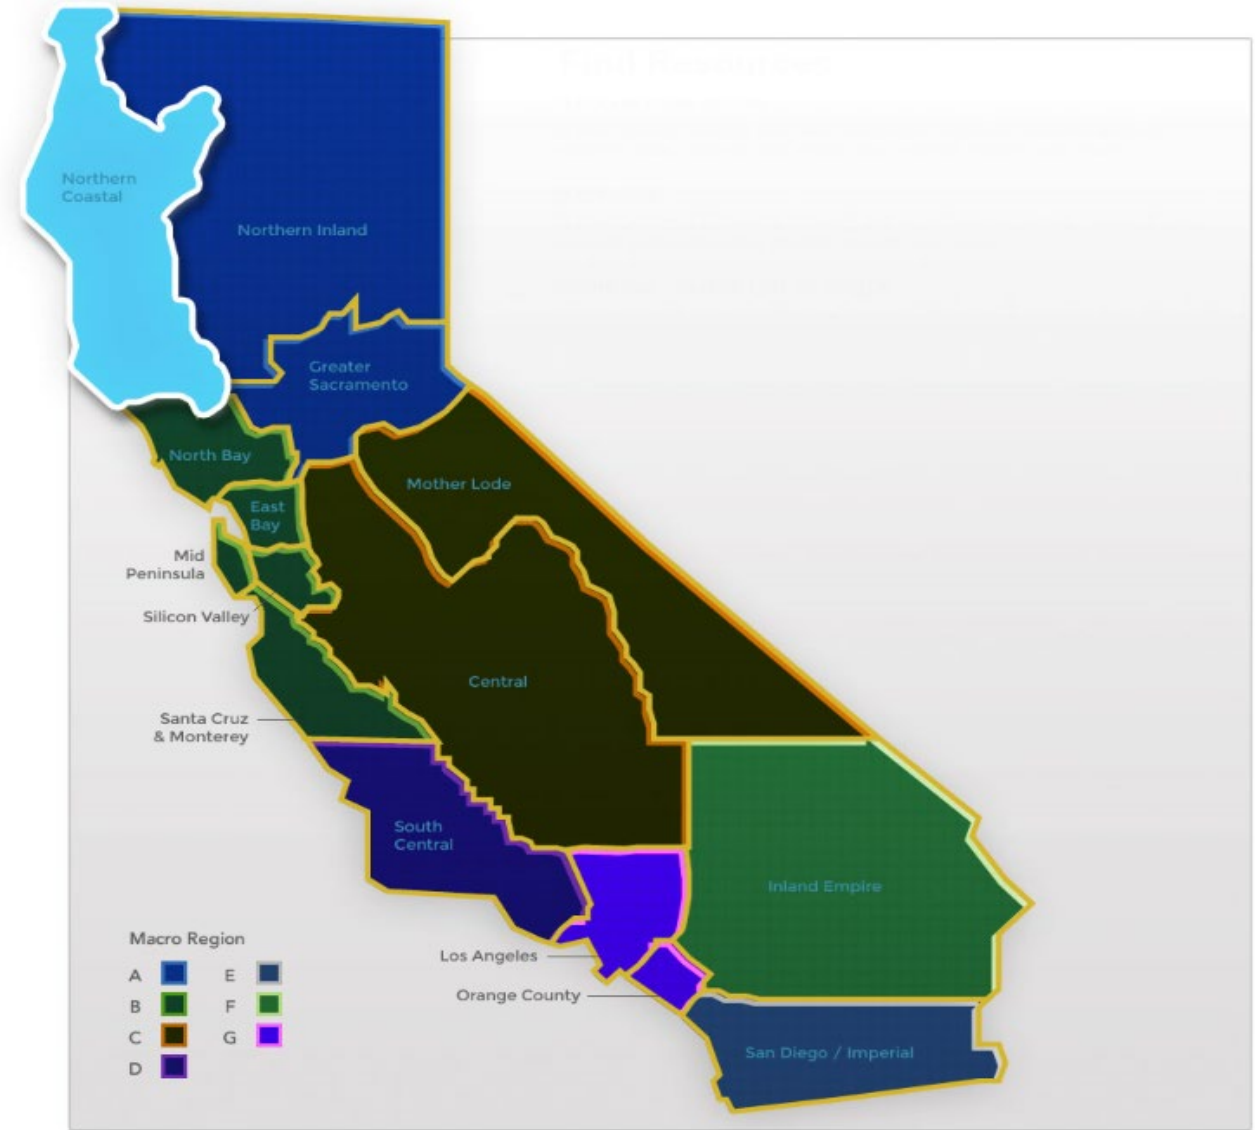 Northern
Coastal
Northern Inland
Greater
Sacramento
North Bay
Mother Lode
East
Bay
Mid
Peninsula
Silicon Valley
Central
Santa Cruz
& Monterey
South
Central
Inland Empire
Los Angeles
Orange County
San Diego / Imperial
Macro Region
A E
B F
C G
D